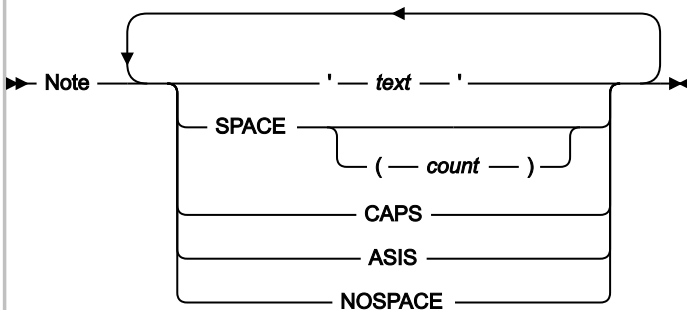 Note ' text '
SPACE
( count )
CAPS
ASIS
NOSPACE